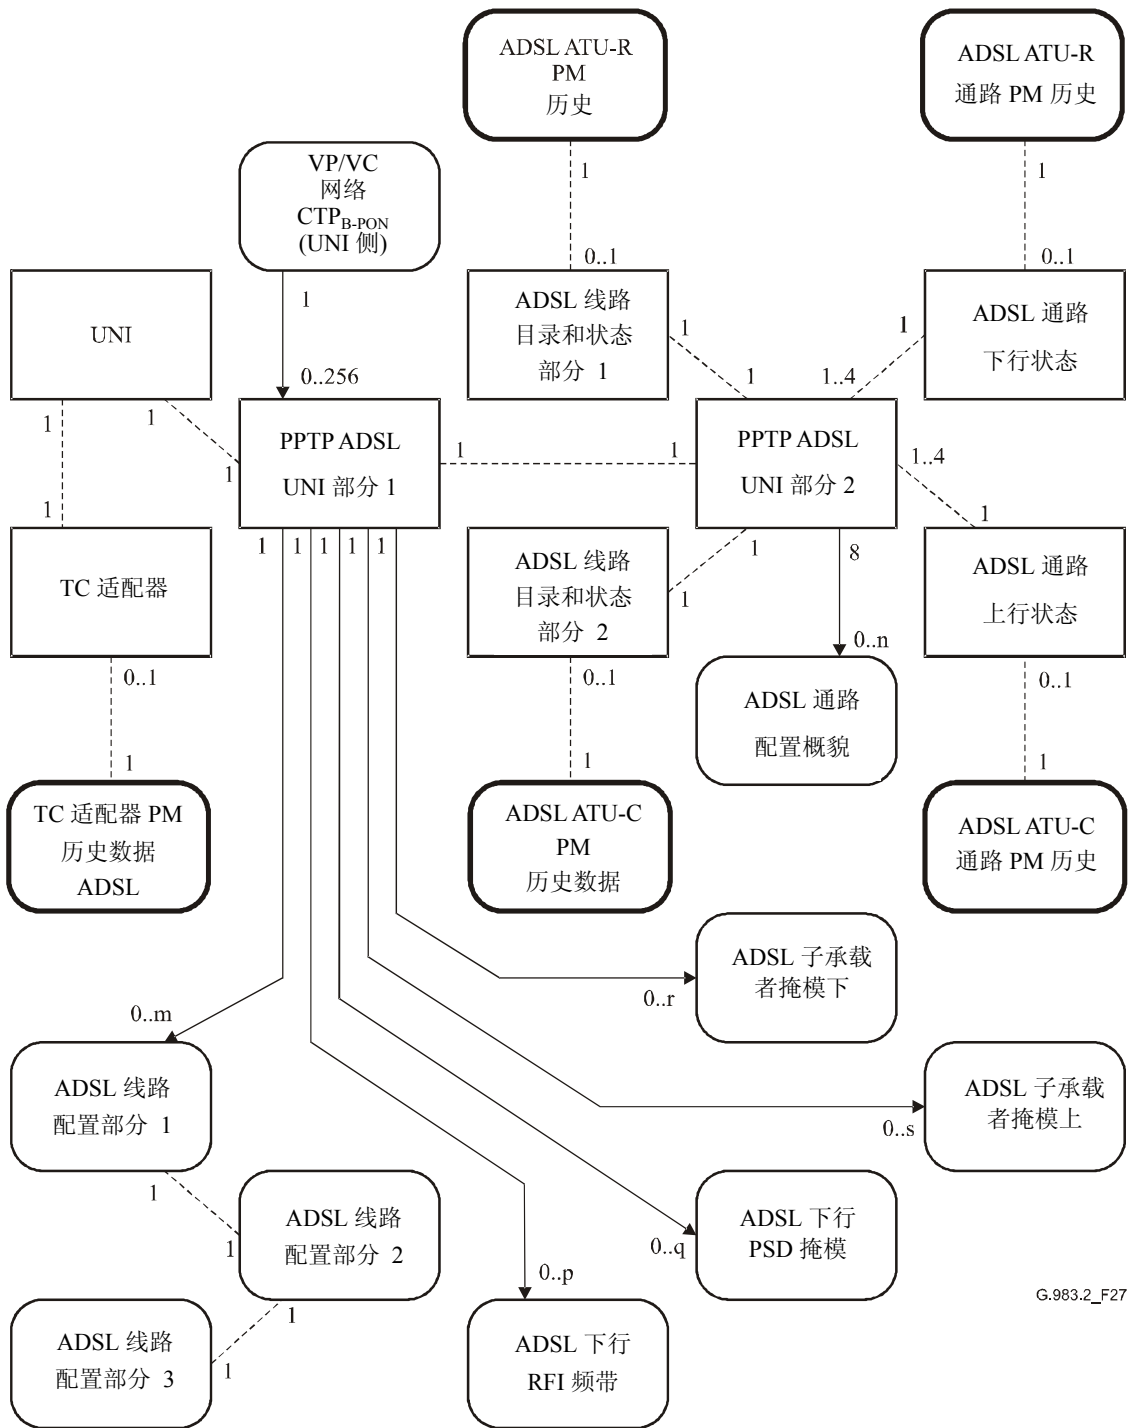 ADSL ATU-R
PM
历史
ADSL ATU-R
通路 PM 历史
1
1
VP/VC
网络
CTPB-PON
(UNI 侧)
0..1
0..1
1
UNI
ADSL 线路
目录和状态
部分 1
ADSL 通路
下行状态
1
1
0..256
1
1..4
1
1
PPTP ADSL
UNI 部分 1
1
1
1
PPTP ADSL
UNI 部分 2
1..4
1
1
TC 适配器
1
1
1
1
1
ADSL 线路
目录和状态
部分 2
1
1
8
ADSL 通路
上行状态
0..1
0..1
0..n
0..1
ADSL 通路
配置概貌
1
1
1
TC 适配器 PM
历史数据
ADSL
ADSL ATU-C
PM
历史数据
ADSL ATU-C
通路 PM 历史
ADSL 子承载
者掩模下
0..r
0..m
ADSL 线路
配置部分 1
ADSL 子承载
者掩模上
0..s
1
ADSL 线路
配置部分 2
1
ADSL 下行
PSD 掩模
0..q
0..p
1
G.983.2_F27
ADSL 线路
配置部分 3
1
ADSL 下行
RFI 频带